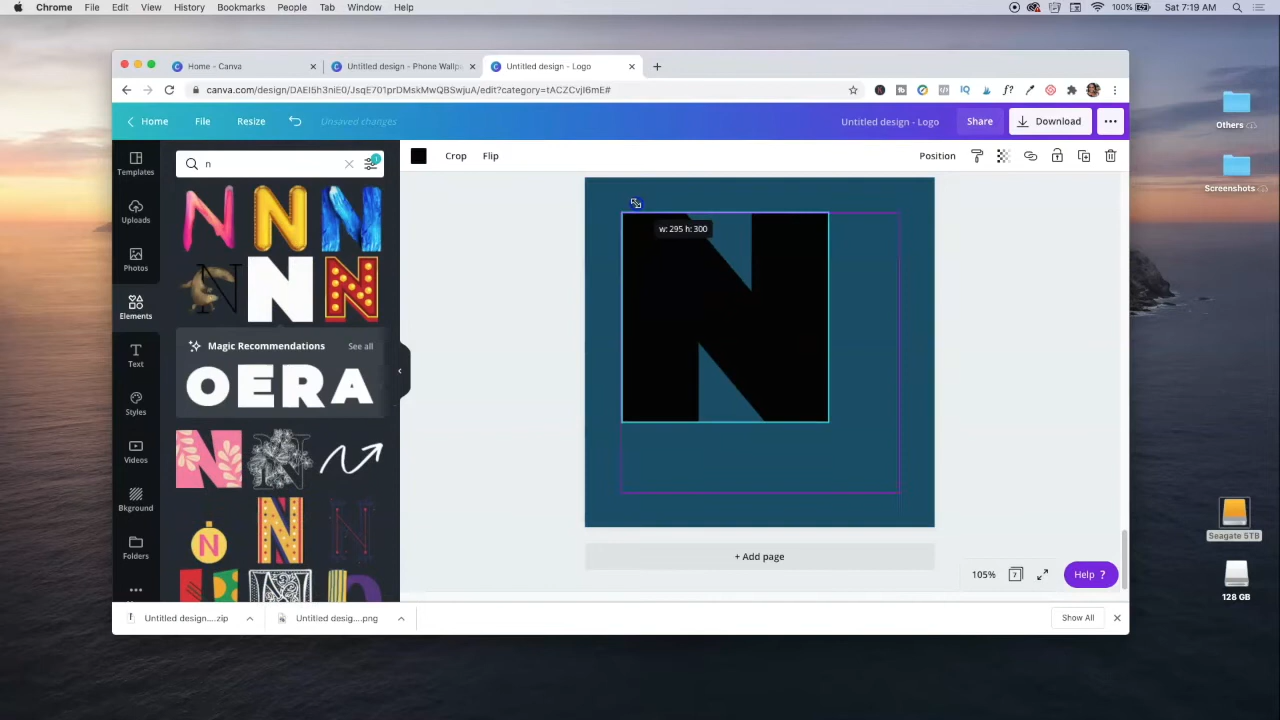 Chrome File Edit View History Bookmarks People Tab Window Help
100% Sat 7:19 AM
Home - Canva
Untitled design - Phone Wallp
Untitled design - Logo
canva.com/design/DAEI5h3niE0/JsqE701prDMskMwQBSwjuA/edit?category=tACZCvjI6mE#
Home File Resize Unsaved changes
Untitled design - Logo Share Download
n
Crop Flip
Position
Templates
Uploads
Photos
Elements
Text
Styles
Videos
Bkground
Folders
N N N
N N N
Magic Recommendations See all
O E R A
N N
N N N
w: 295 h: 300
N
+ Add page
105% 7 Help ?
Untitled design....zip
Untitled desig....png
Show All
Others
Screenshots
Seagate 5TB
128 GB